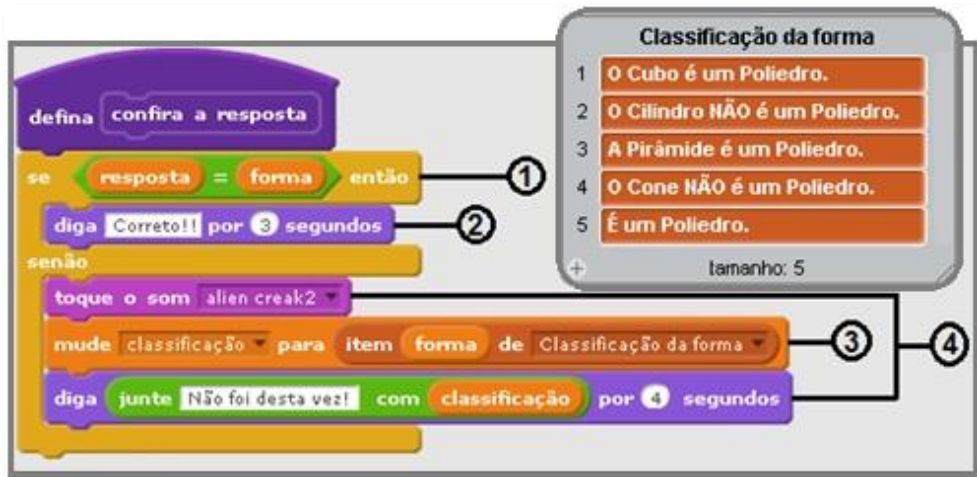 Classificação da forma
1 O Cubo é um Poliedro.
2 O Cilindro NÃO é um Poliedro.
3 A Pirâmide é um Poliedro.
4 O Cone NÃO é um Poliedro.
5 É um Poliedro.
+ tamanho: 5
defina confira a resposta
se resposta = forma então 1
diga Correto!! por 3 segundos 2
senão
toque o som alien creak2
mude classificação para item forma de Classificação da forma 3
4
diga junte Não foi desta vez! com classificação por 4 segundos